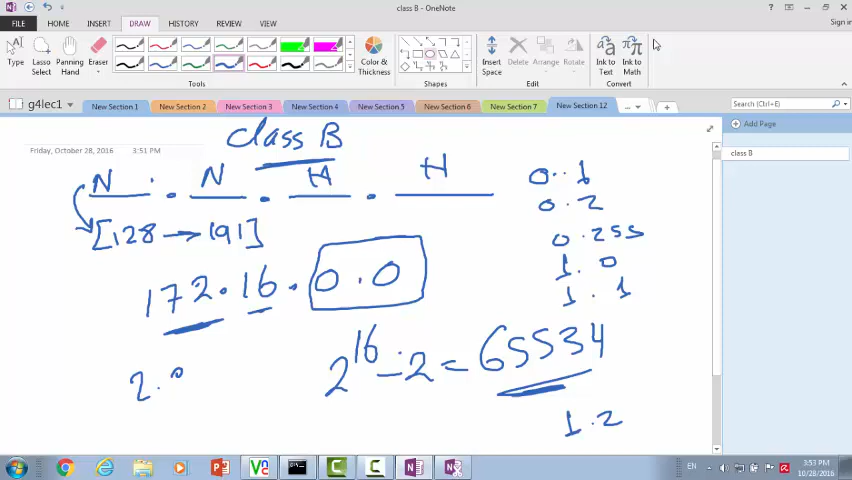 class B - OneNote
FILE HOME INSERT DRAW HISTORY REVIEW VIEW
Sign in
Type Lasso Select Panning Hand Eraser Color & Thickness Insert Space Delete Arrange Rotate Ink to Text Ink to Math
Tools Shapes Edit Convert
g4lec1 New Section 1 New Section 2 New Section 3 New Section 4 New Section 5 New Section 6 New Section 7 New Section 12 ... +
Search (Ctrl+E)
Add Page
class B
Friday, October 28, 2016 3:51 PM
class B
N . N . H . H
[128 → 191]
172.16.0.0
2^16 - 2 = 65534
2.0
0.1
0.2
0.255
1.0
1.1
1.2
EN 3:53 PM
10/28/2016